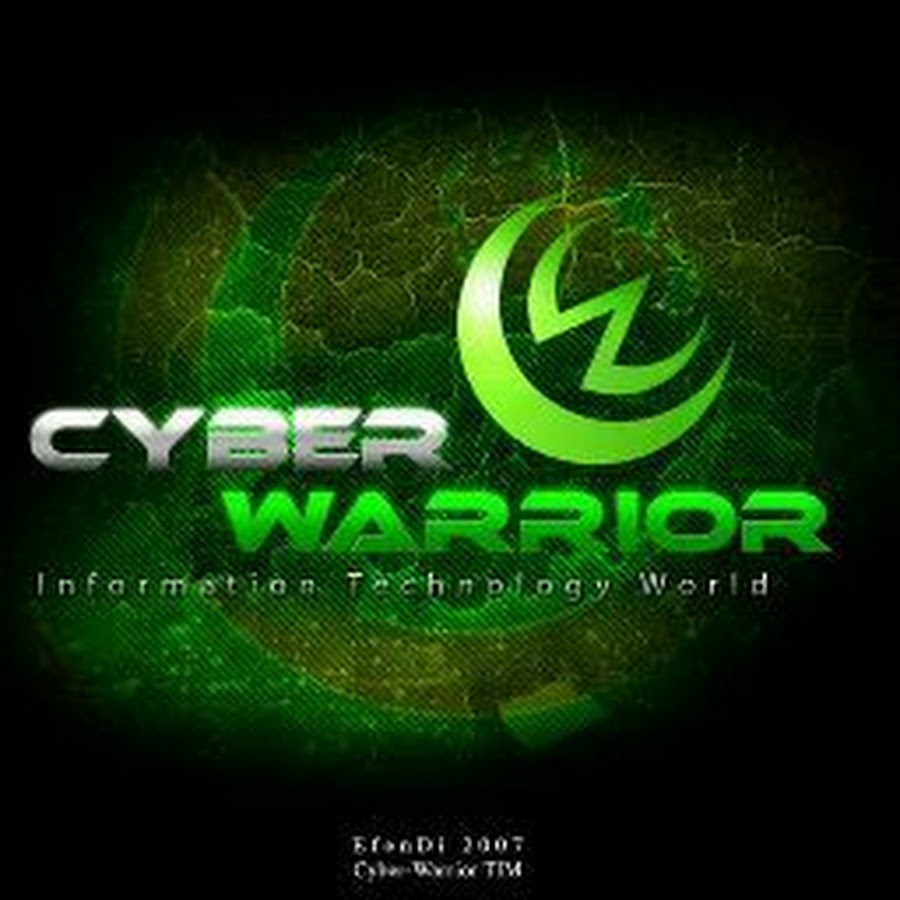 CYBER
WARRIOR
Information Technology World
EfenDi 2007
Cyber-Warrior TIM